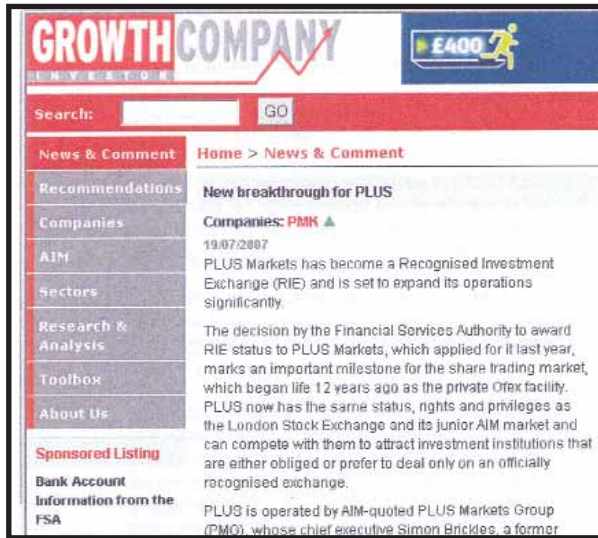 GROWTH COMPANY
INVESTOR
£400
Search:
GO
News & Comment
Recommendations
Companies
AIM
Sectors
Research &
Analysis
Toolbox
About Us
Sponsored Listing
Bank Account
Information from the
FSA
Home > News & Comment
New breakthrough for PLUS
Companies: PMK
19/07/2007
PLUS Markets has become a Recognised Investment
Exchange (RIE) and is set to expand its operations
significantly.
The decision by the Financial Services Authority to award
RIE status to PLUS Markets, which applied for it last year,
marks an important milestone for the share trading market,
which began life 12 years ago as the private Ofex facility.
PLUS now has the same status, rights and privileges as
the London Stock Exchange and its junior AIM market and
can compete with them to attract investment institutions that
are either obliged or prefer to deal only on an officially
recognised exchange.
PLUS is operated by AIM-quoted PLUS Markets Group
(PMG), whose chief executive Simon Brickles, a former